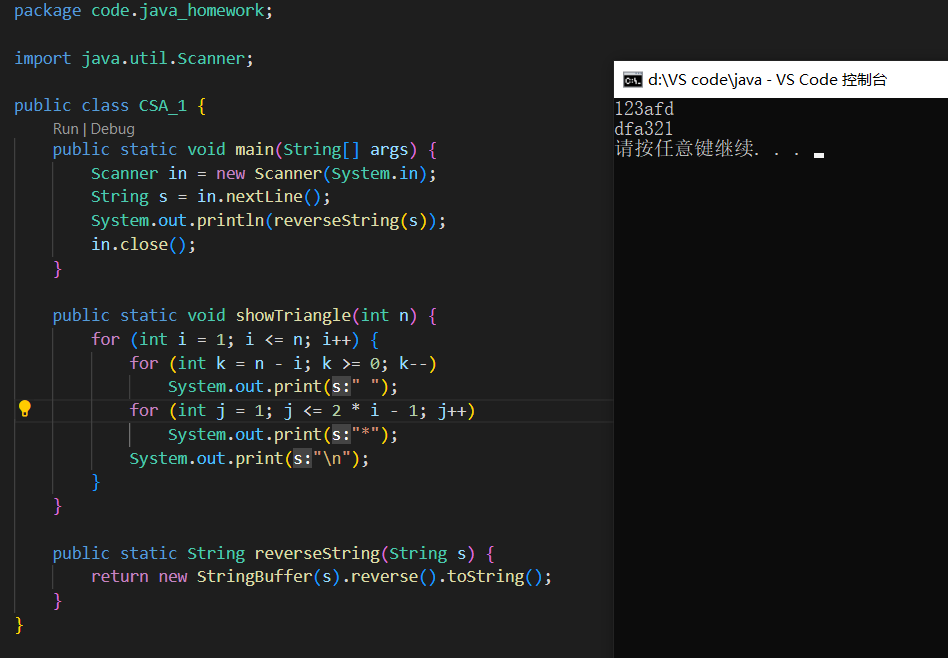 package code.java_homework;
import java.util.Scanner;
public class CSA_1 {
Run | Debug
public static void main(String[] args) {
Scanner in = new Scanner(System.in);
String s = in.nextLine();
System.out.println(reverseString(s));
in.close();
}
public static void showTriangle(int n) {
for (int i = 1; i <= n; i++) {
for (int k = n - i; k >= 0; k--)
System.out.print(s:" ");
for (int j = 1; j <= 2 * i - 1; j++)
System.out.print(s:"*");
System.out.print(s:"\n");
}
}
public static String reverseString(String s) {
return new StringBuffer(s).reverse().toString();
}
}
C:\. d:\VS code\java - VS Code 控制台
123afd
dfa321
请按任意键继续. . .